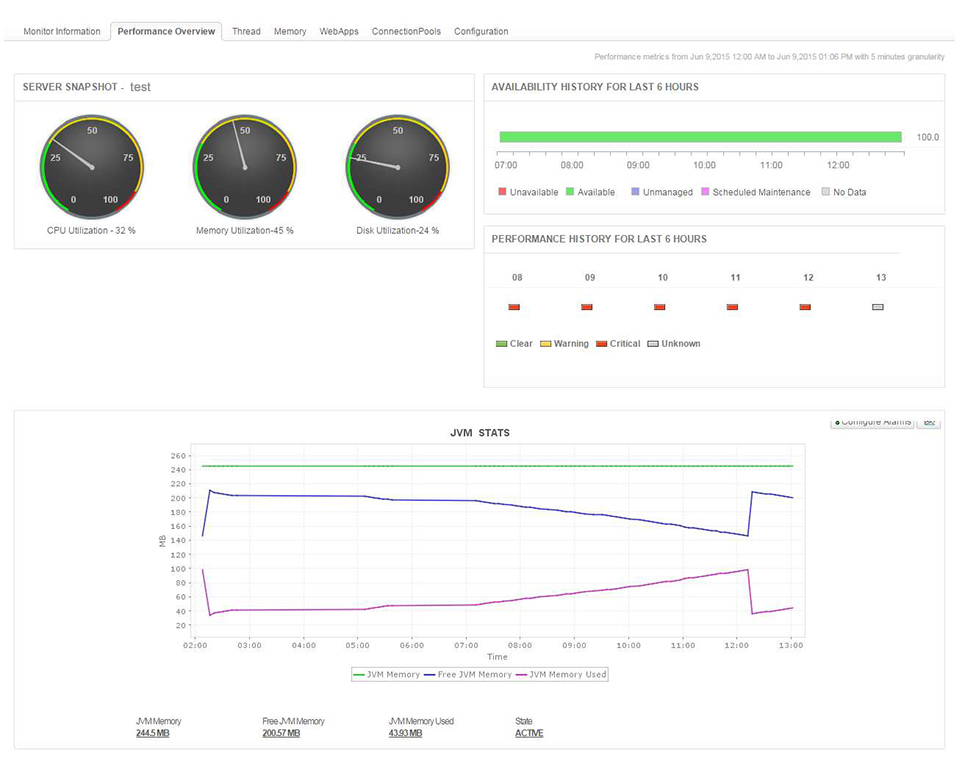 Monitor Information Performance Overview Thread Memory WebApps ConnectionPools Configuration
Performance metrics from Jun 9,2015 12:00 AM to Jun 9,2015 01:06 PM with 5 minutes granularity
SERVER SNAPSHOT - test
50
25 75
0 100
CPU Utilization - 32 %
50
25 75
0 100
Memory Utilization-45 %
50
25 75
0 100
Disk Utilization-24 %
AVAILABILITY HISTORY FOR LAST 6 HOURS
100.0
07:00 08:00 09:00 10:00 11:00 12:00
Unavailable Available Unmanaged Scheduled Maintenance No Data
PERFORMANCE HISTORY FOR LAST 6 HOURS
08 09 10 11 12 13
Clear Warning Critical Unknown
Configure Alarms
JVM STATS
260
240
220
200
180
160
140
120
100
80
60
40
20
MB
02:00 03:00 04:00 05:00 06:00 07:00 08:00 09:00 10:00 11:00 12:00 13:00
Time
JVM Memory Free JVM Memory JVM Memory Used
JVM Memory Free JVM Memory JVM Memory Used State
244.5 MB 200.57 MB 43.93 MB ACTIVE